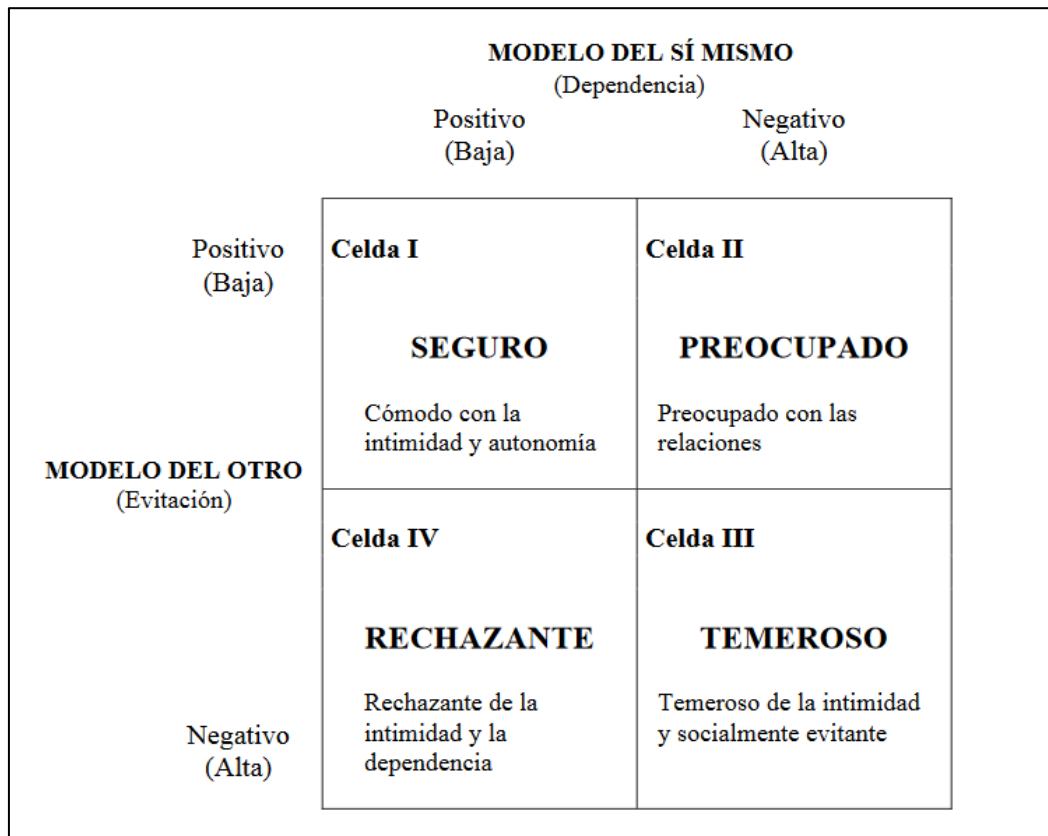 MODELO DEL SÍ MISMO
(Dependencia)
Positivo
(Baja)
Negativo
(Alta)
Positivo
(Baja)
Celda I
SEGURO
Cómodo con la
intimidad y autonomía
Celda II
PREOCUPADO
Preocupado con las
relaciones
MODELO DEL OTRO
(Evitación)
Negativo
(Alta)
Celda IV
RECHAZANTE
Rechazante de la
intimidad y la
dependencia
Celda III
TEMEROSO
Temeroso de la intimidad
y socialmente evitante